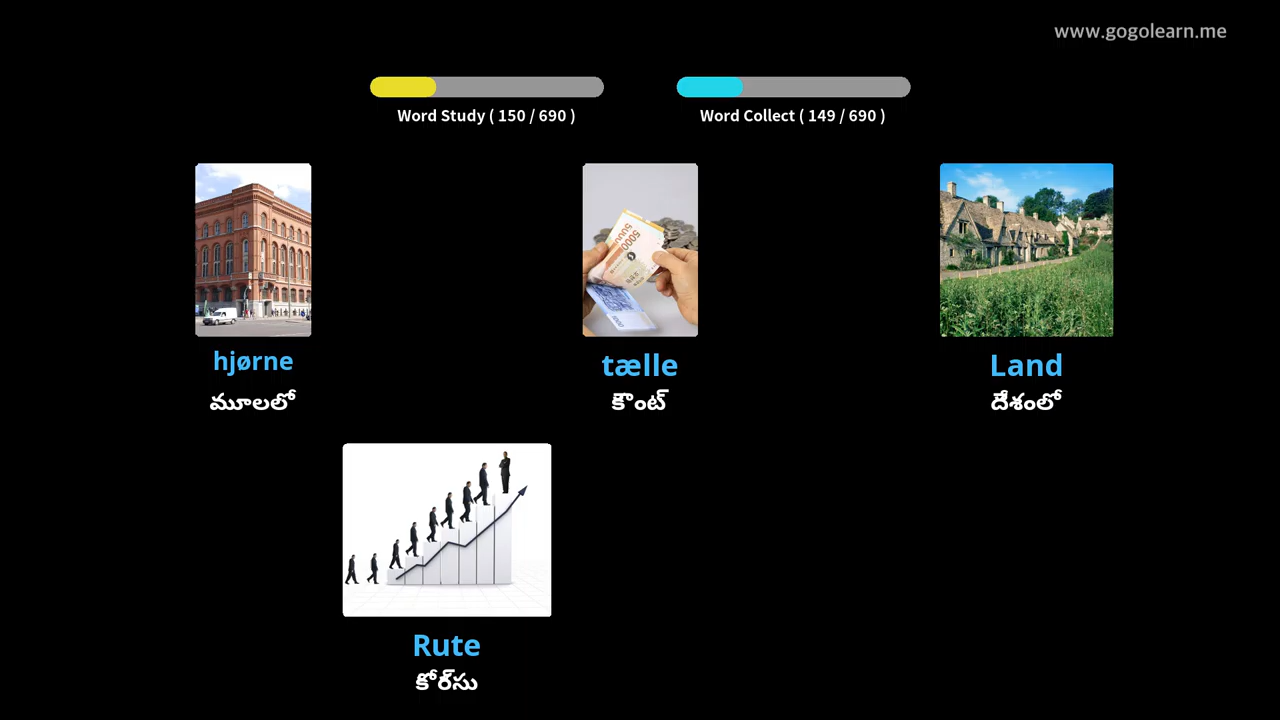 www.gogolearn.me
Word Study ( 150 / 690 )
Word Collect ( 149 / 690 )
hjørne
మూలలో
tælle
కౌంట్
Land
దేశంలో
Rute
కోర్సు